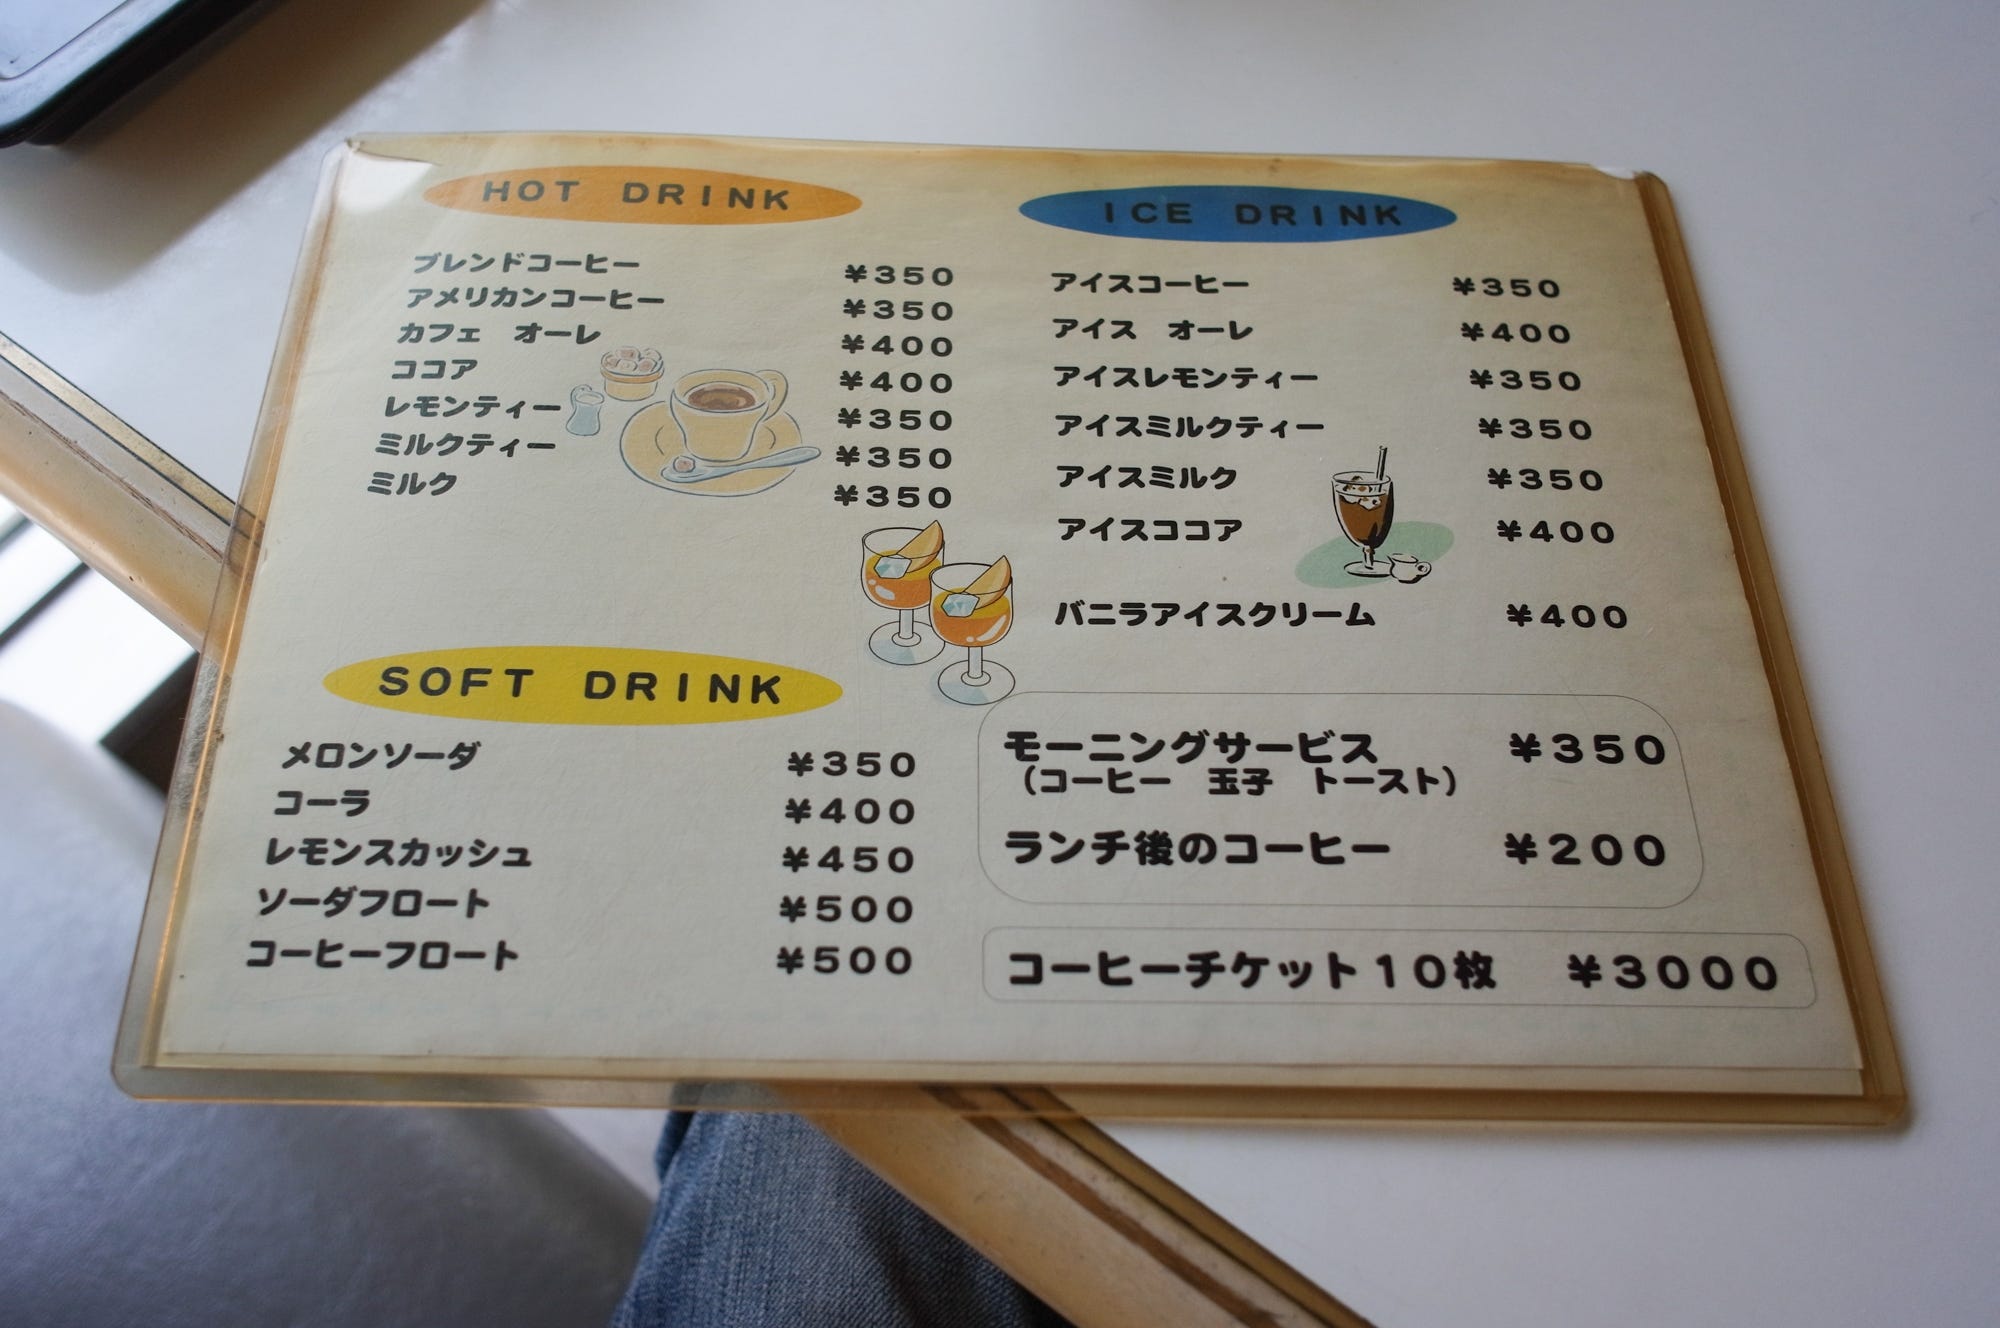 HOT DRINK
ブレンドコーヒー ¥350
アメリカンコーヒー ¥350
カフェ オーレ ¥400
ココア ¥400
レモンティー ¥350
ミルクティー ¥350
ミルク ¥350
SOFT DRINK
メロンソーダ ¥350
コーラ ¥400
レモンスカッシュ ¥450
ソーダフロート ¥500
コーヒーフロート ¥500
ICE DRINK
アイスコーヒー ¥350
アイス オーレ ¥400
アイスレモンティー ¥350
アイスミルクティー ¥350
アイスミルク ¥350
アイスココア ¥400
バニラアイスクリーム ¥400
モーニングサービス ¥350
（コーヒー 玉子 トースト）
ランチ後のコーヒー ¥200
コーヒーチケット10枚 ¥3000